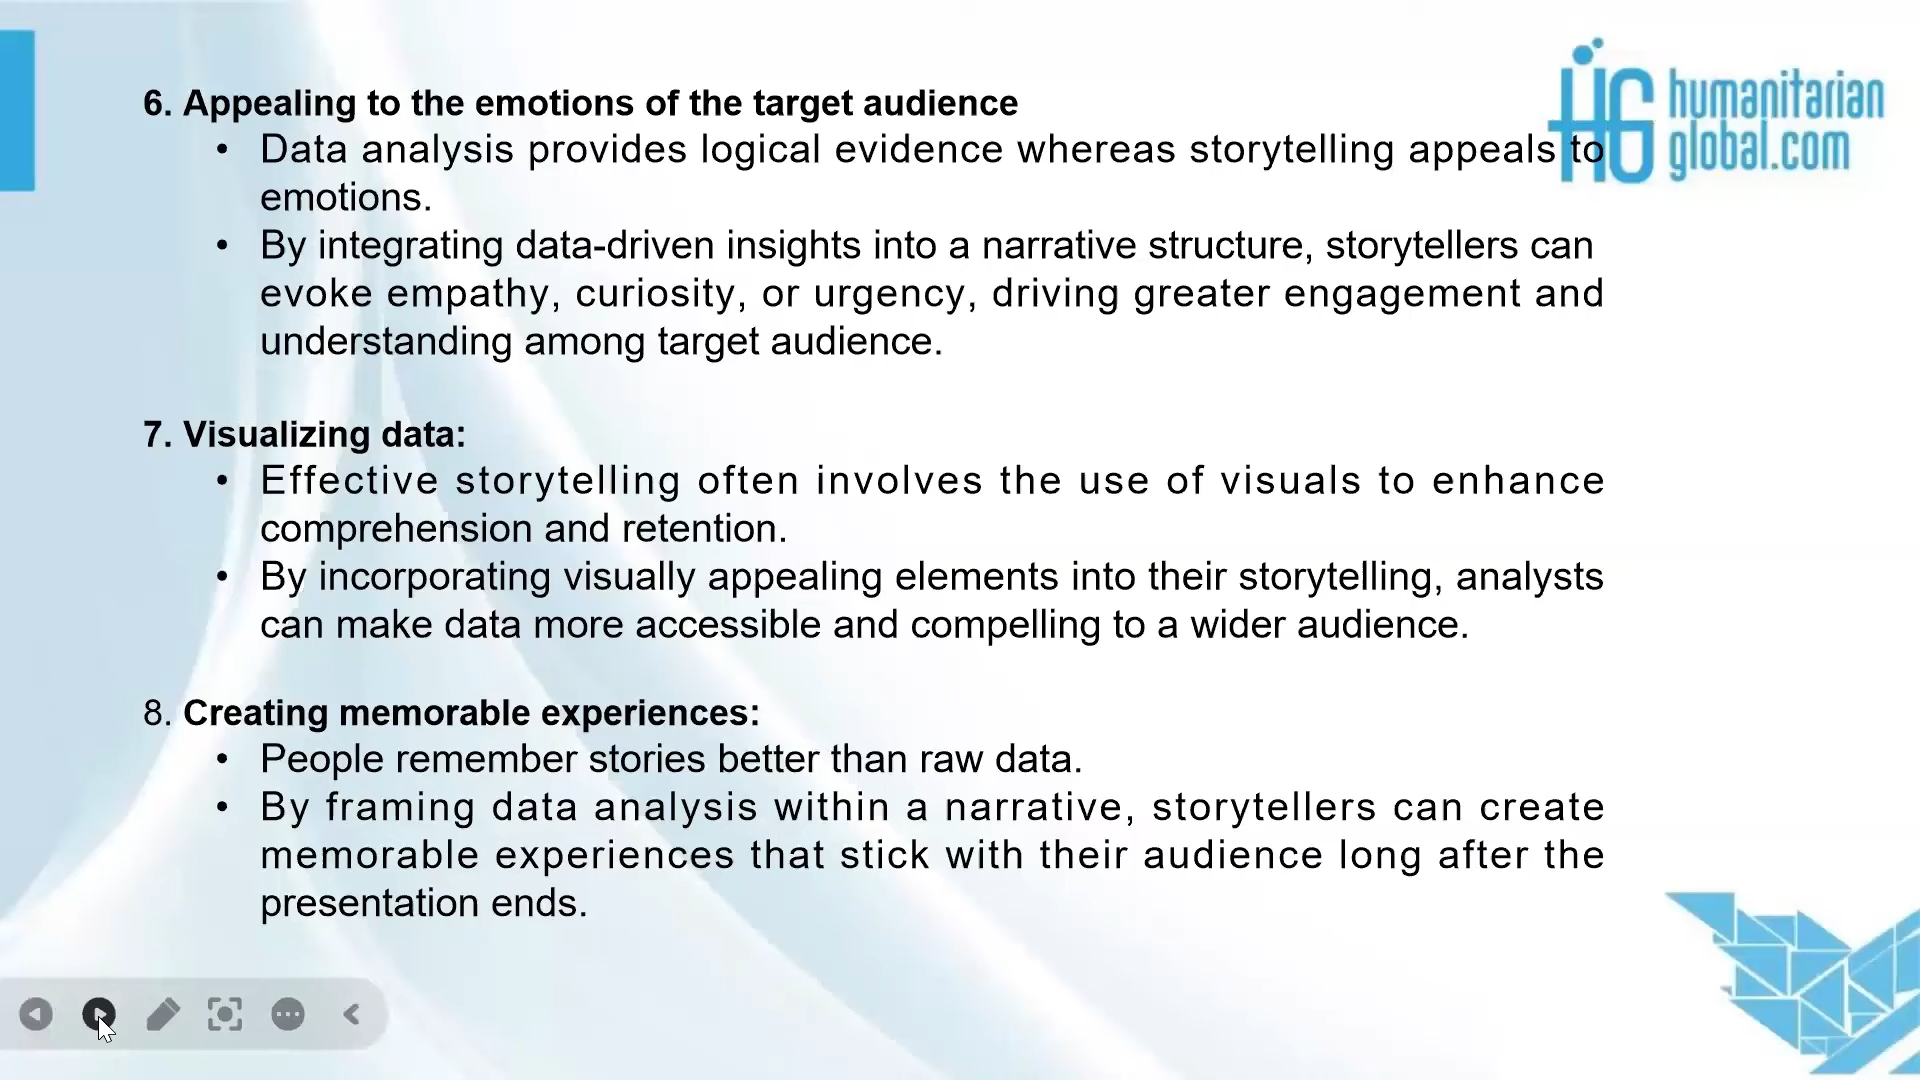 humanitarian
global.com
6. Appealing to the emotions of the target audience
• Data analysis provides logical evidence whereas storytelling appeals to
emotions.
• By integrating data-driven insights into a narrative structure, storytellers can
evoke empathy, curiosity, or urgency, driving greater engagement and
understanding among target audience.
7. Visualizing data:
• Effective storytelling often involves the use of visuals to enhance
comprehension and retention.
• By incorporating visually appealing elements into their storytelling, analysts
can make data more accessible and compelling to a wider audience.
8. Creating memorable experiences:
• People remember stories better than raw data.
• By framing data analysis within a narrative, storytellers can create
memorable experiences that stick with their audience long after the
presentation ends.